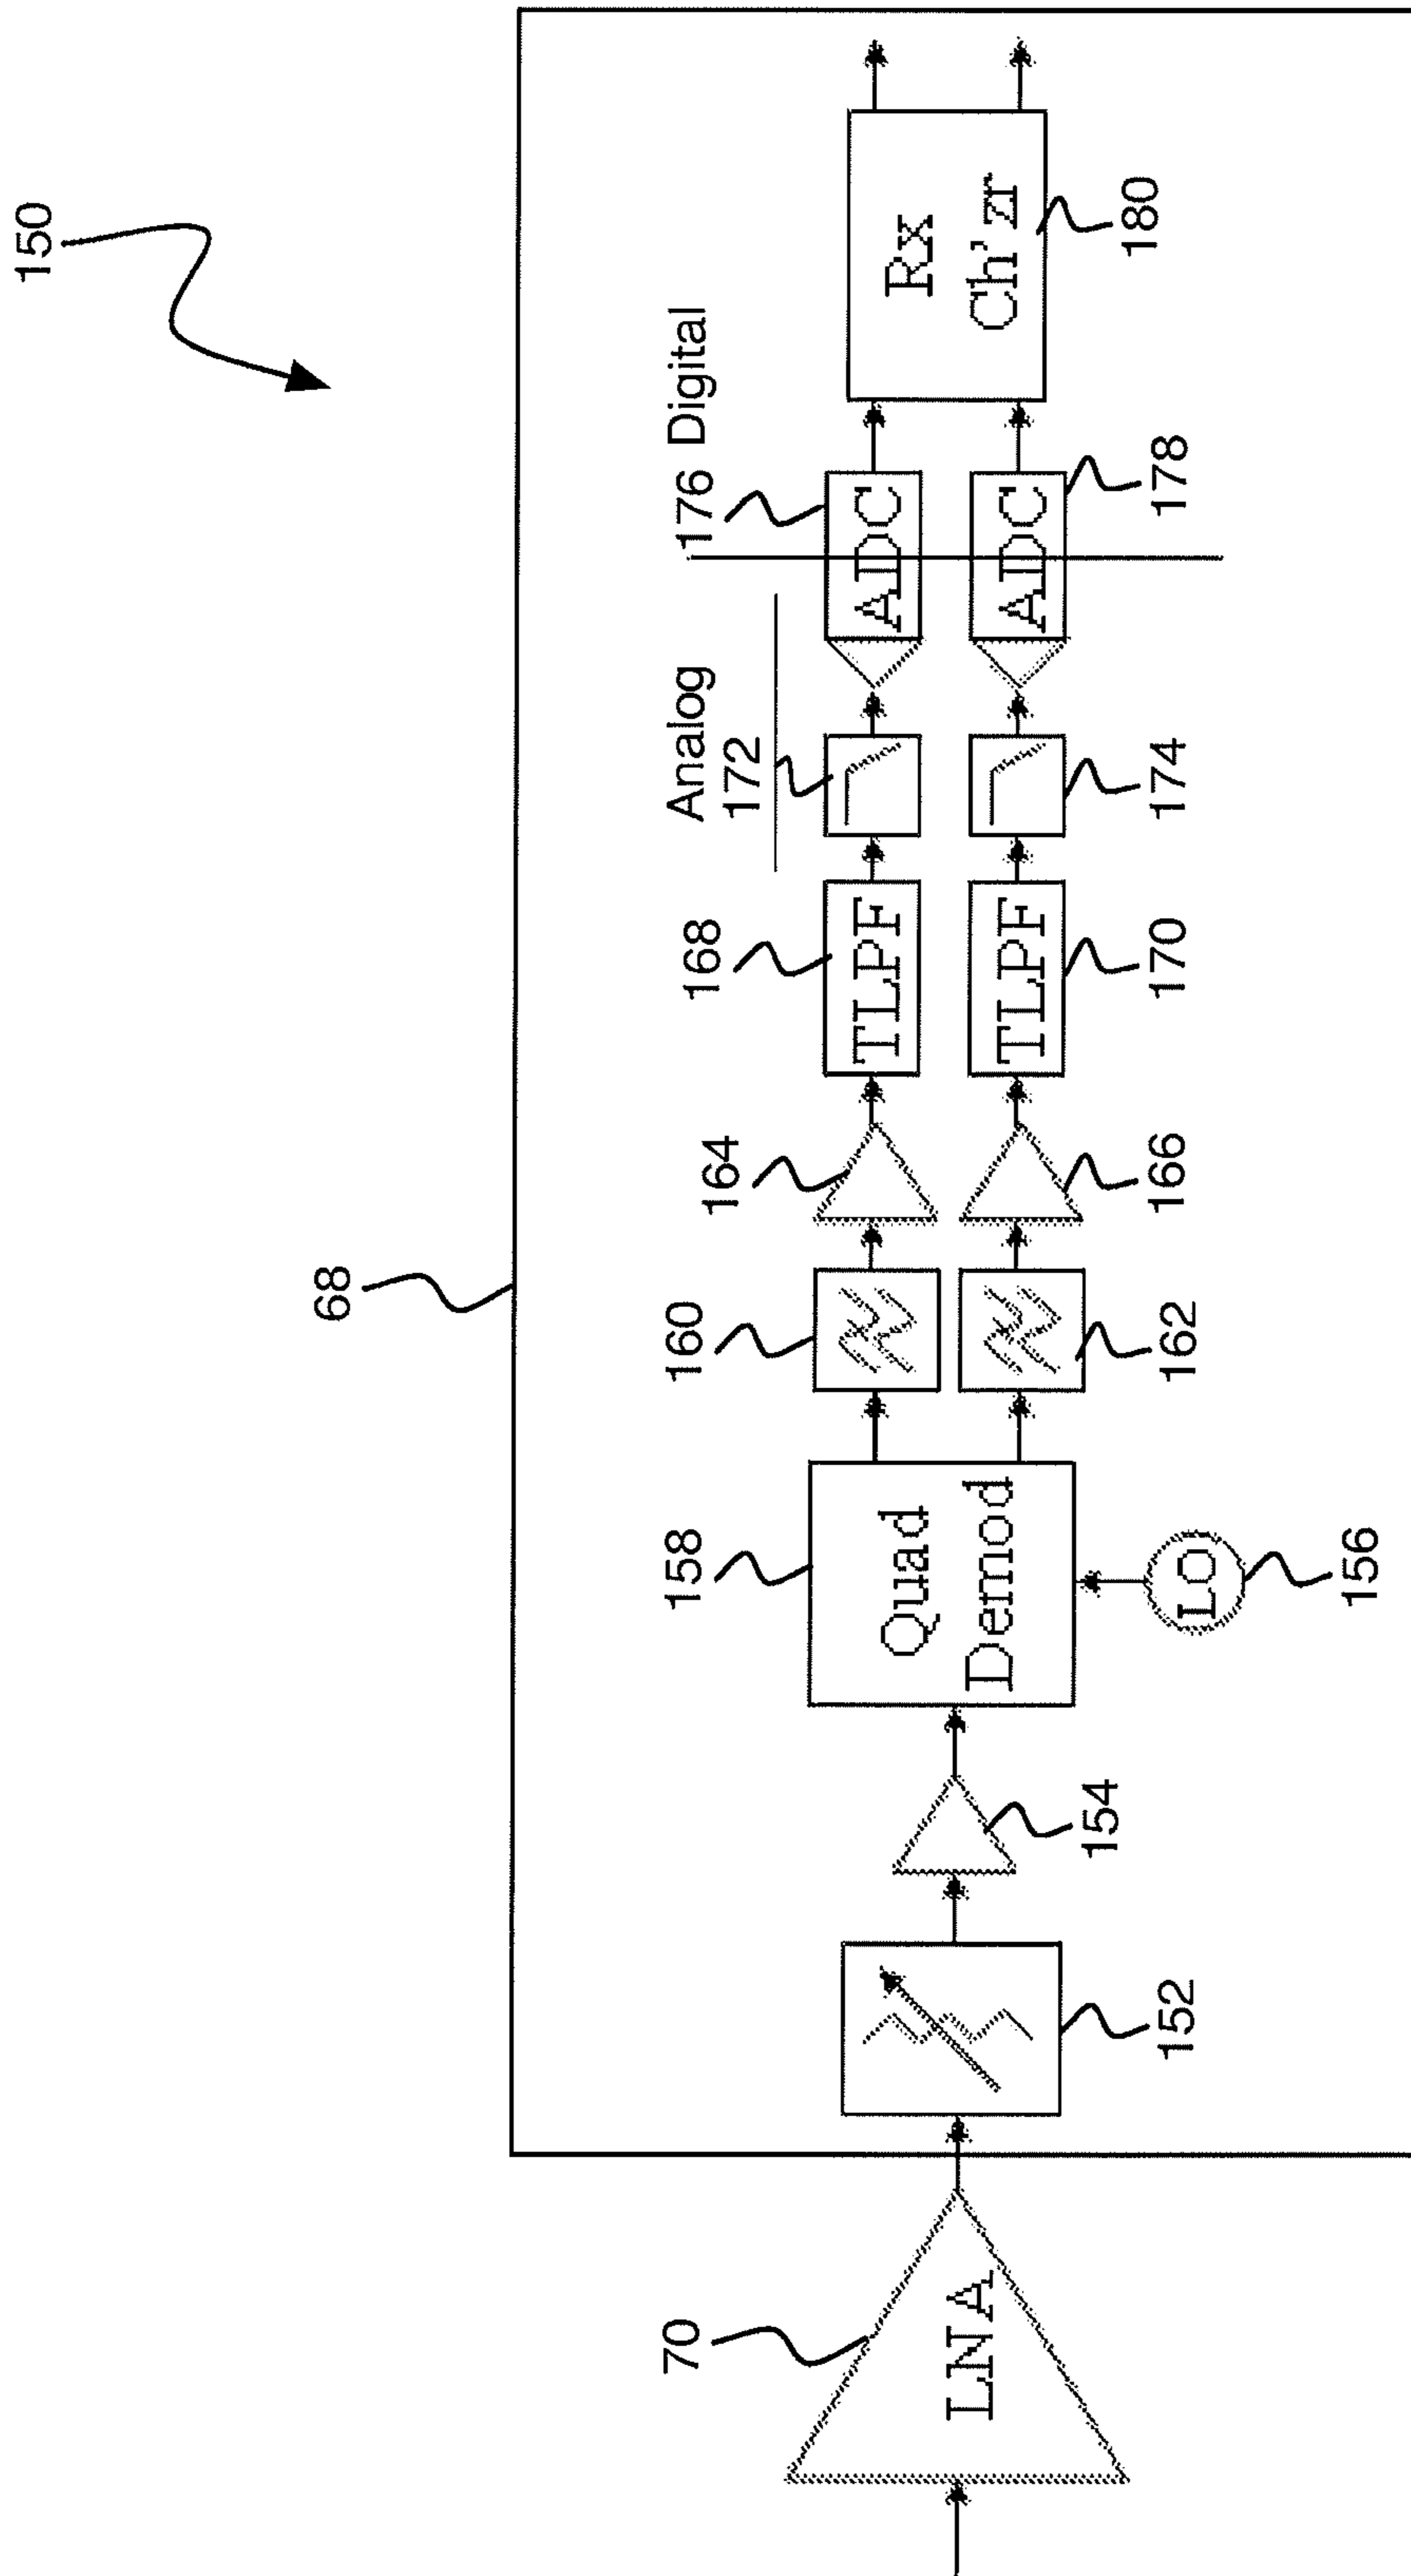 150
68
Analog
176 Digital
172
168
164
160
158
70
LNA
Quad
Demod
TLPF
TLPF
ADC
ADC
Rx
Ch'zr
LO
152
154
156
162
166
170
174
178
180